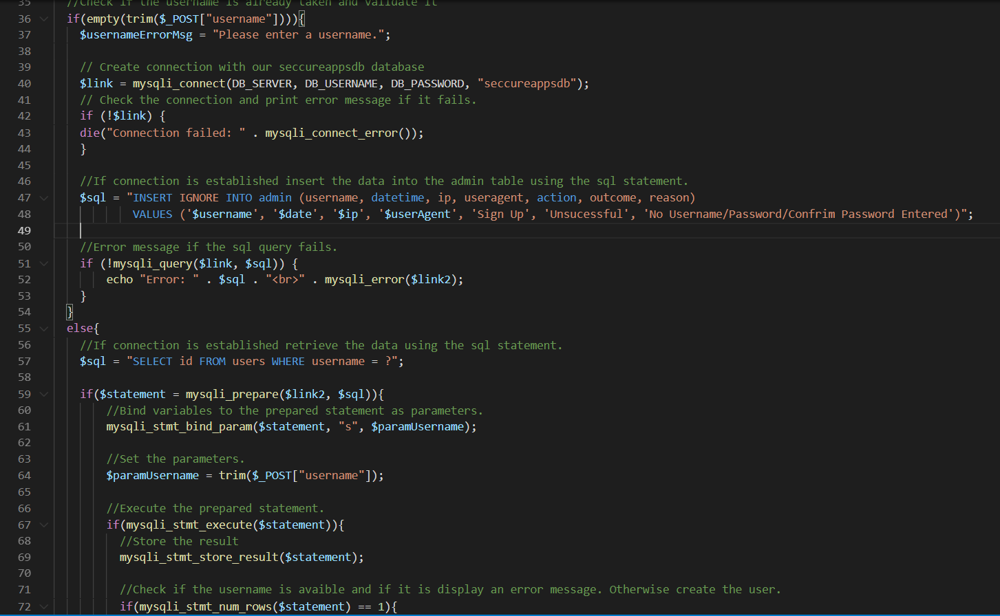 35 //Check if the username is already taken and validate it
36 if(empty(trim($_POST["username"]))){
37 $usernameErrorMsg = "Please enter a username.";
38
39 // Create connection with our seccureappsdb database
40 $link = mysqli_connect(DB_SERVER, DB_USERNAME, DB_PASSWORD, "seccureappsdb");
41 // Check the connection and print error message if it fails.
42 if (!$link) {
43 die("Connection failed: " . mysqli_connect_error());
44 }
45
46 //If connection is established insert the data into the admin table using the sql statement.
47 $sql = "INSERT IGNORE INTO admin (username, datetime, ip, useragent, action, outcome, reason)
48 VALUES ('$username', '$date', '$ip', '$userAgent', 'Sign Up', 'Unsucessful', 'No Username/Password/Confrim Password Entered')";
49
50 //Error message if the sql query fails.
51 if (!mysqli_query($link, $sql)) {
52 echo "Error: " . $sql . "<br>" . mysqli_error($link2);
53 }
54 }
55 else{
56 //If connection is established retrieve the data using the sql statement.
57 $sql = "SELECT id FROM users WHERE username = ?";
58
59 if($statement = mysqli_prepare($link2, $sql)){
60 //Bind variables to the prepared statement as parameters.
61 mysqli_stmt_bind_param($statement, "s", $paramUsername);
62
63 //Set the parameters.
64 $paramUsername = trim($_POST["username"]);
65
66 //Execute the prepared statement.
67 if(mysqli_stmt_execute($statement)){
68 //Store the result
69 mysqli_stmt_store_result($statement);
70
71 //Check if the username is avaible and if it is display an error message. Otherwise create the user.
72 if(mysqli_stmt_num_rows($statement) == 1){